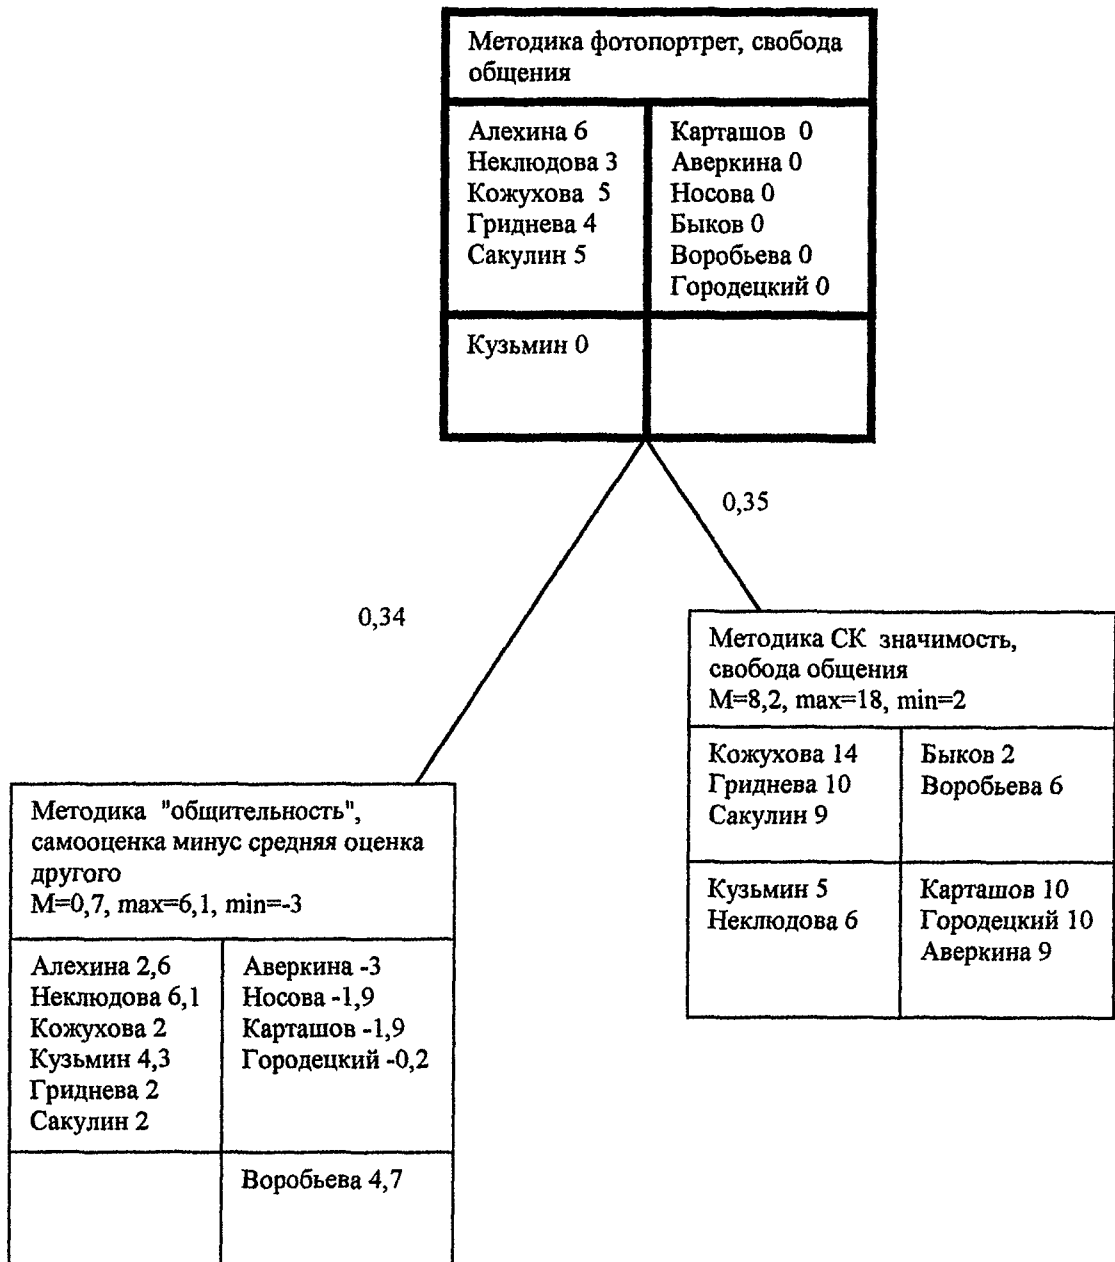 Методика фотопортрет, свобода
общения
Алехина 6
Неклюдова 3
Кожухова 5
Гриднева 4
Сакулин 5
Карташов 0
Аверкина 0
Носова 0
Быков 0
Воробьева 0
Городецкий 0
Кузьмин 0
0,35
0,34
Методика СК значимость,
свобода общения
М=8,2, max=18, min=2
Кожухова 14
Гриднева 10
Сакулин 9
Быков 2
Воробьева 6
Кузьмин 5
Неклюдова 6
Карташов 10
Городецкий 10
Аверкина 9
Методика "общительность",
самооценка минус средняя оценка
другого
М=0,7, max=6,1, min=-3
Алехина 2,6
Неклюдова 6,1
Кожухова 2
Кузьмин 4,3
Гриднева 2
Сакулин 2
Аверкина -3
Носова -1,9
Карташов -1,9
Городецкий -0,2
Воробьева 4,7